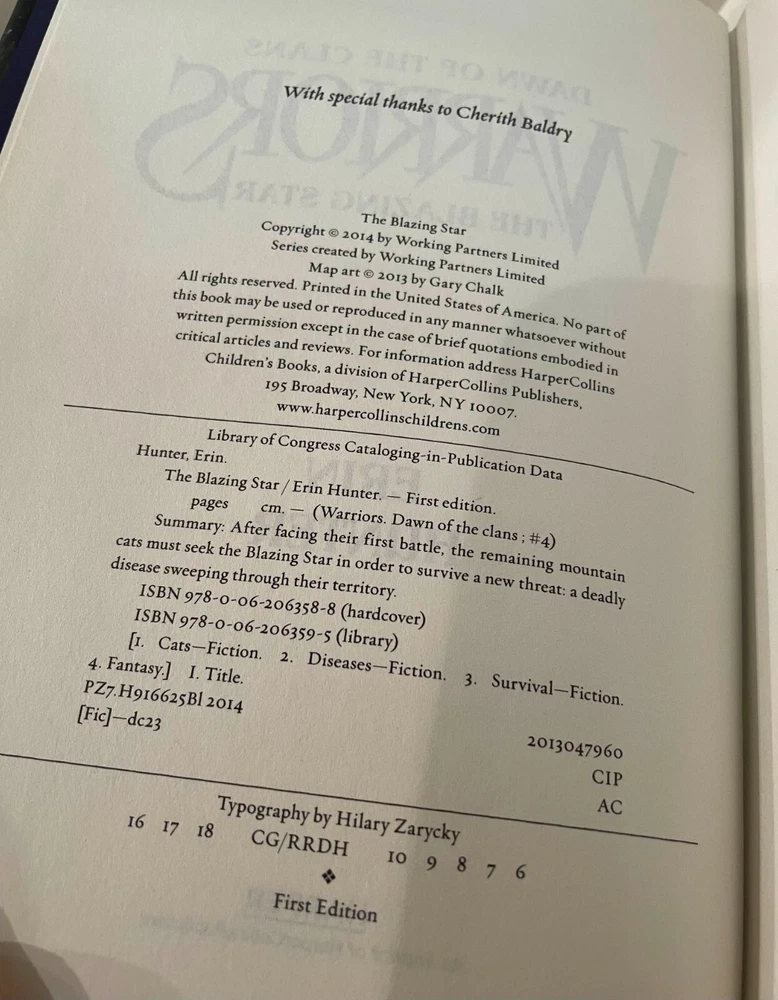 With special thanks to Cherith Baldry
The Blazing Star
Copyright © 2014 by Working Partners Limited
Series created by Working Partners Limited
Map art © 2013 by Gary Chalk
All rights reserved. Printed in the United States of America. No part of
this book may be used or reproduced in any manner whatsoever without
written permission except in the case of brief quotations embodied in
critical articles and reviews. For information address HarperCollins
Children's Books, a division of HarperCollins Publishers,
195 Broadway, New York, NY 10007.
www.harpercollinschildrens.com
Library of Congress Cataloging-in-Publication Data
Hunter, Erin.
The Blazing Star / Erin Hunter. — First edition.
pages cm. — (Warriors. Dawn of the clans ; #4)
Summary: After facing their first battle, the remaining mountain
cats must seek the Blazing Star in order to survive a new threat: a deadly
disease sweeping through their territory.
ISBN 978-0-06-206358-8 (hardcover)
ISBN 978-0-06-206359-5 (library)
[1. Cats—Fiction. 2. Diseases—Fiction. 3. Survival—Fiction.
4. Fantasy.] I. Title.
PZ7.H916625Bl 2014
[Fic]—dc23
2013047960
CIP
AC
Typography by Hilary Zarycky
16 17 18 CG/RRDH 10 9 8 7 6
❖
First Edition
DAWN OF THE CLANS
WARRIORS
THE BLAZING STAR
ERIN